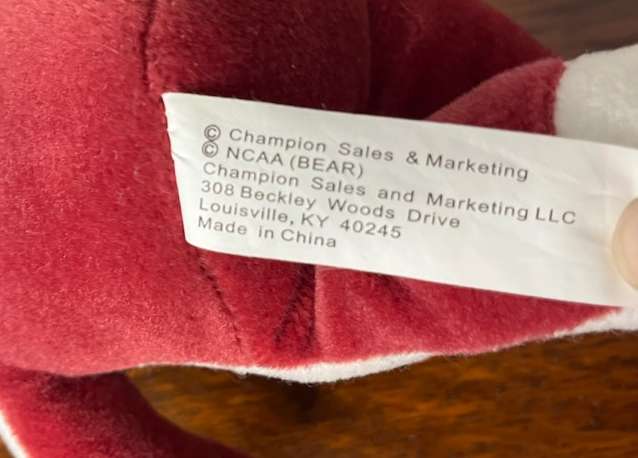 © Champion Sales & Marketing
© NCAA (BEAR)
Champion Sales and Marketing LLC
308 Beckley Woods Drive
Louisville, KY 40245
Made in China